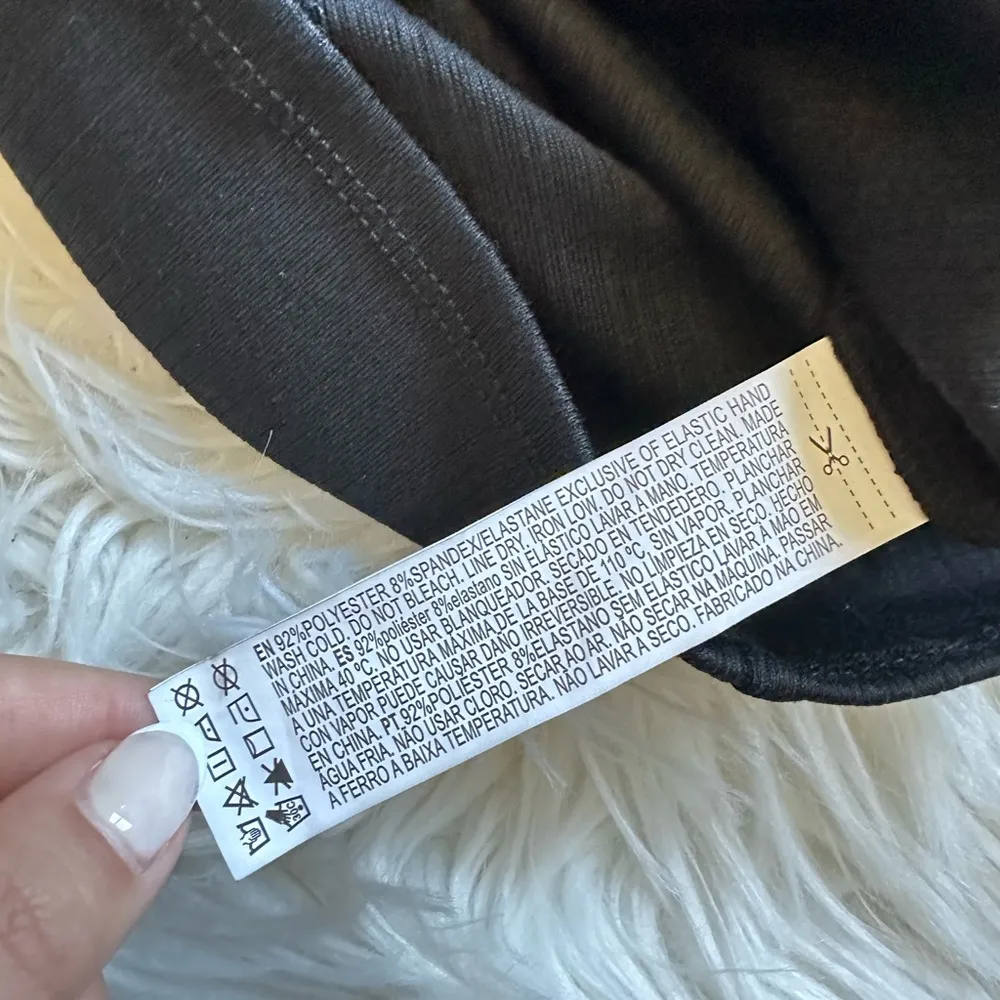 EN 92%POLYESTER 8%SPANDEX/ELASTANE EXCLUSIVE OF ELASTIC HAND
WASH COLD. DO NOT BLEACH. LINE DRY. IRON LOW. DO NOT DRY CLEAN. MADE
IN CHINA. ES 92%poliéster 8%elastano SIN ELÁSTICO LAVAR A MANO, TEMPERATURA
MÁXIMA 40 ºC. NO USAR BLANQUEADOR. SECADO EN TENDEDERO. PLANCHAR
A UNA TEMPERATURA MÁXIMA DE LA BASE DE 110 ºC. SIN VAPOR. PLANCHAR
CON VAPOR PUEDE CAUSAR DAÑO IRREVERSIBLE. NO LIMPIEZA EN SECO. HECHO
EN CHINA. PT 92%POLIÉSTER 8%ELASTANO SEM ELÁSTICO LAVAR À MÃO EM
ÁGUA FRIA. NÃO USAR CLORO. SECAR AO AR. NÃO SECAR NA MÁQUINA. PASSAR
A FERRO A BAIXA TEMPERATURA. NÃO LAVAR A SECO. FABRICADO NA CHINA.
30C